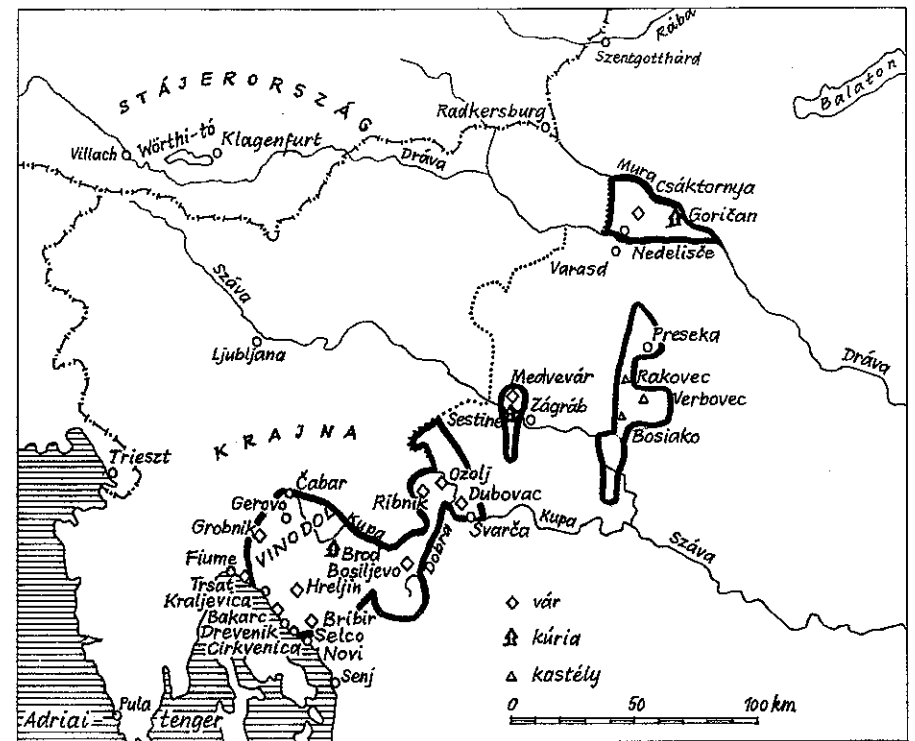 Rába
Szentgotthárd
Balaton
STÁJERORSZÁG
Radkersburg
Wörthi-tó
Klagenfurt
Villach
Dráva
Mura
Csáktornya
Goričan
Nedelišče
Varasd
Száva
Ljubljana
Preseka
Dráva
Medvevár
Rakovec
Verbovec
Sestine
Zágráb
Bosiako
KRAJNA
Trieszt
Čabar
Ozolj
Gerovo
Ribnik
Dubovac
Grobnik
VINODOL
Kupa
Svarča
Kupa
Száva
Brod
Dobra
Fiume
Bosiljevo
Trsat
Hreljin
Kraljevica
Bakarc
Bribir
Drevenik
Selco
Cirkvenica
Novi
Senj
Pula
Adriai tenger
vár
kúria
kastély
0 50 100 km